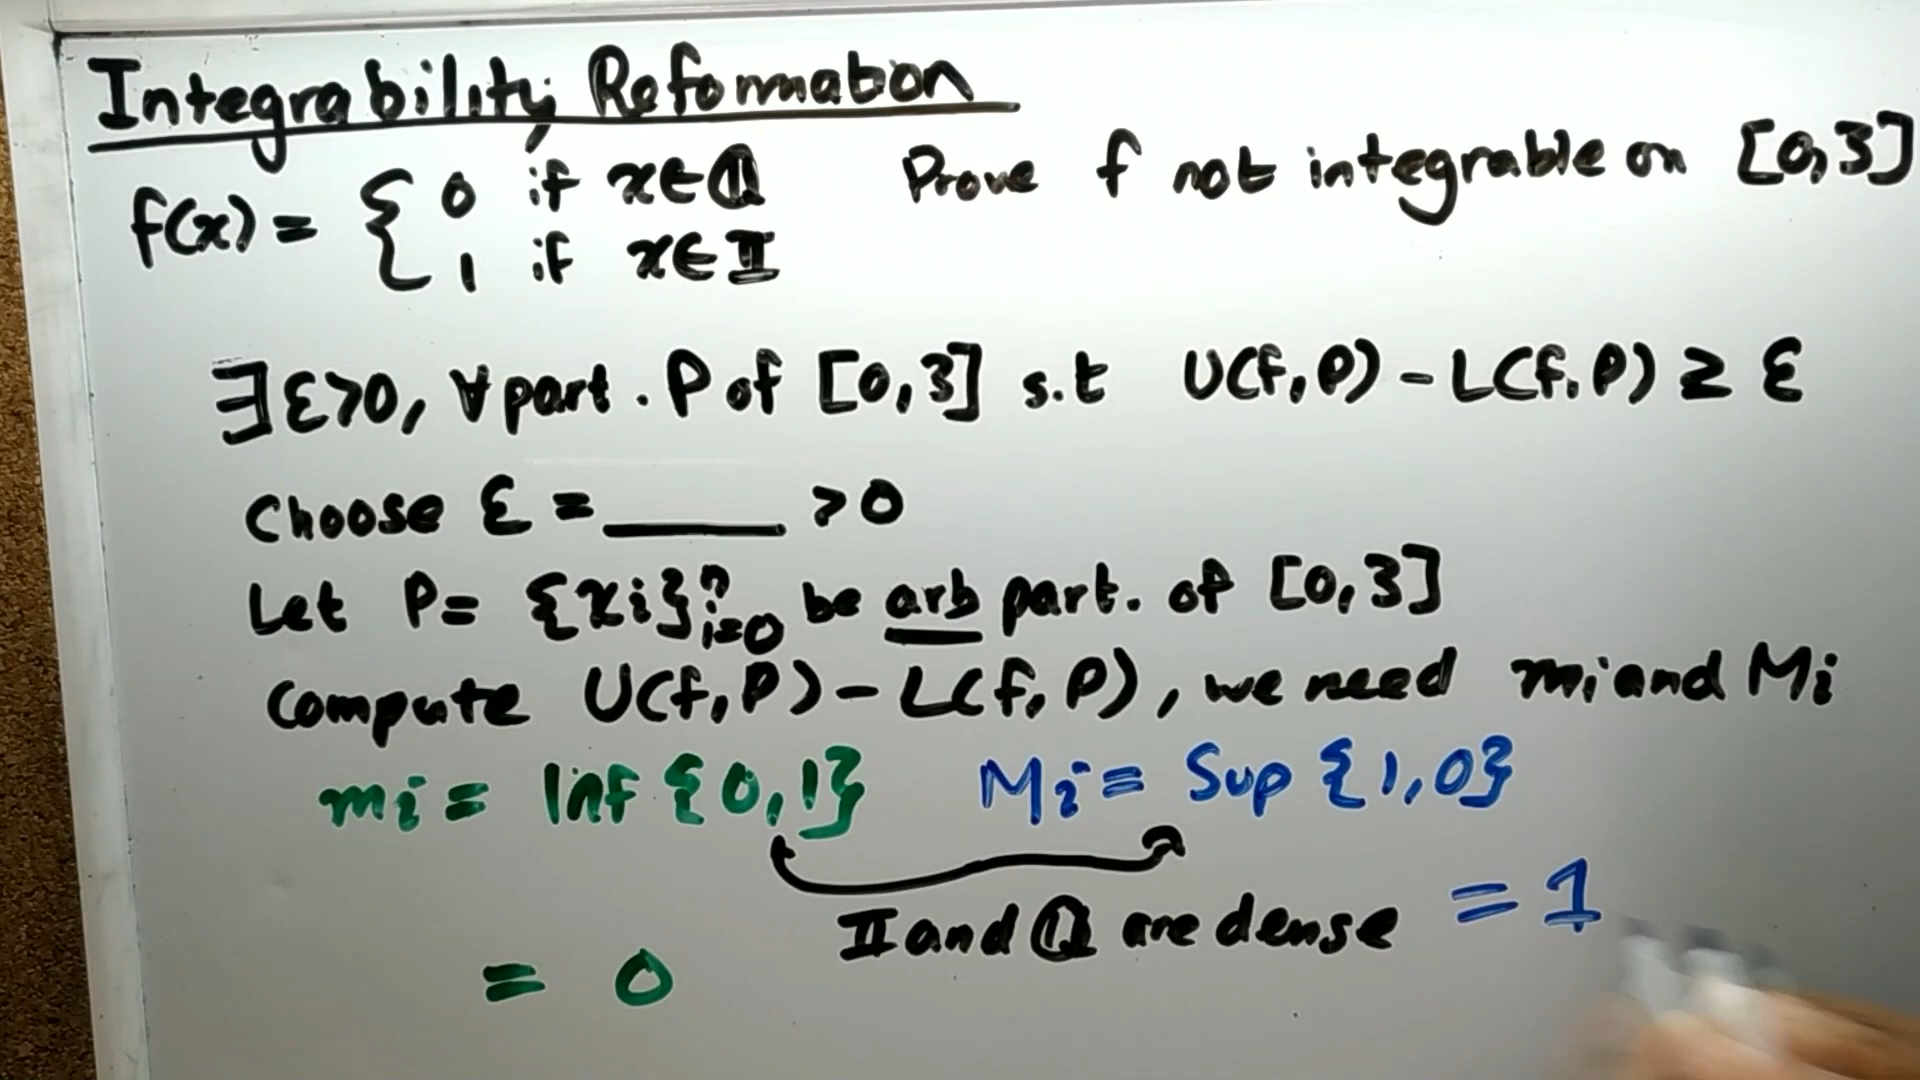 Integrability Reformation
f(x) = { 0 if x∈ℚ Prove f not integrable on [0,3]
1 if x∈𝕀
∃ε>0, ∀ part. P of [0,3] s.t U(f,P) - L(f,P) ≥ ε
Choose ε = ______ >0
Let P = {xi}ⁿi=0 be arb part. of [0,3]
Compute U(f,P) - L(f,P), we need mi and Mi
mi = Inf {0,1} Mi = Sup {1,0}
𝕀 and ℚ are dense = 1
= 0